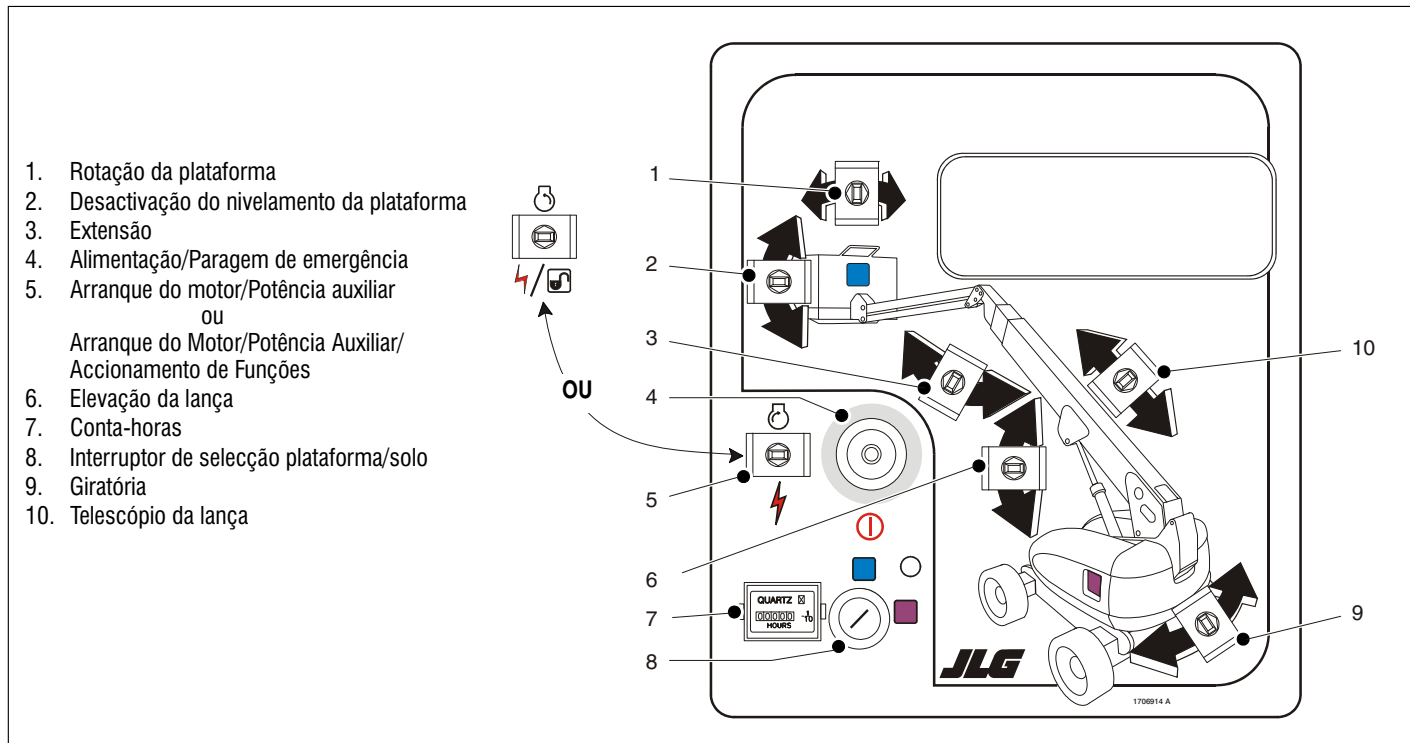 1. Rotação da plataforma
2. Desactivação do nivelamento da plataforma
3. Extensão
4. Alimentação/Paragem de emergência
5. Arranque do motor/Potência auxiliar
ou
Arranque do Motor/Potência Auxiliar/
Accionamento de Funções
6. Elevação da lança
7. Conta-horas
8. Interruptor de selecção plataforma/solo
9. Giratória
10. Telescópio da lança
OU
1
2
3
4
5
6
7
8
9
10
QUARTZ
00000 1/10
HOURS
JLG
1706914 A